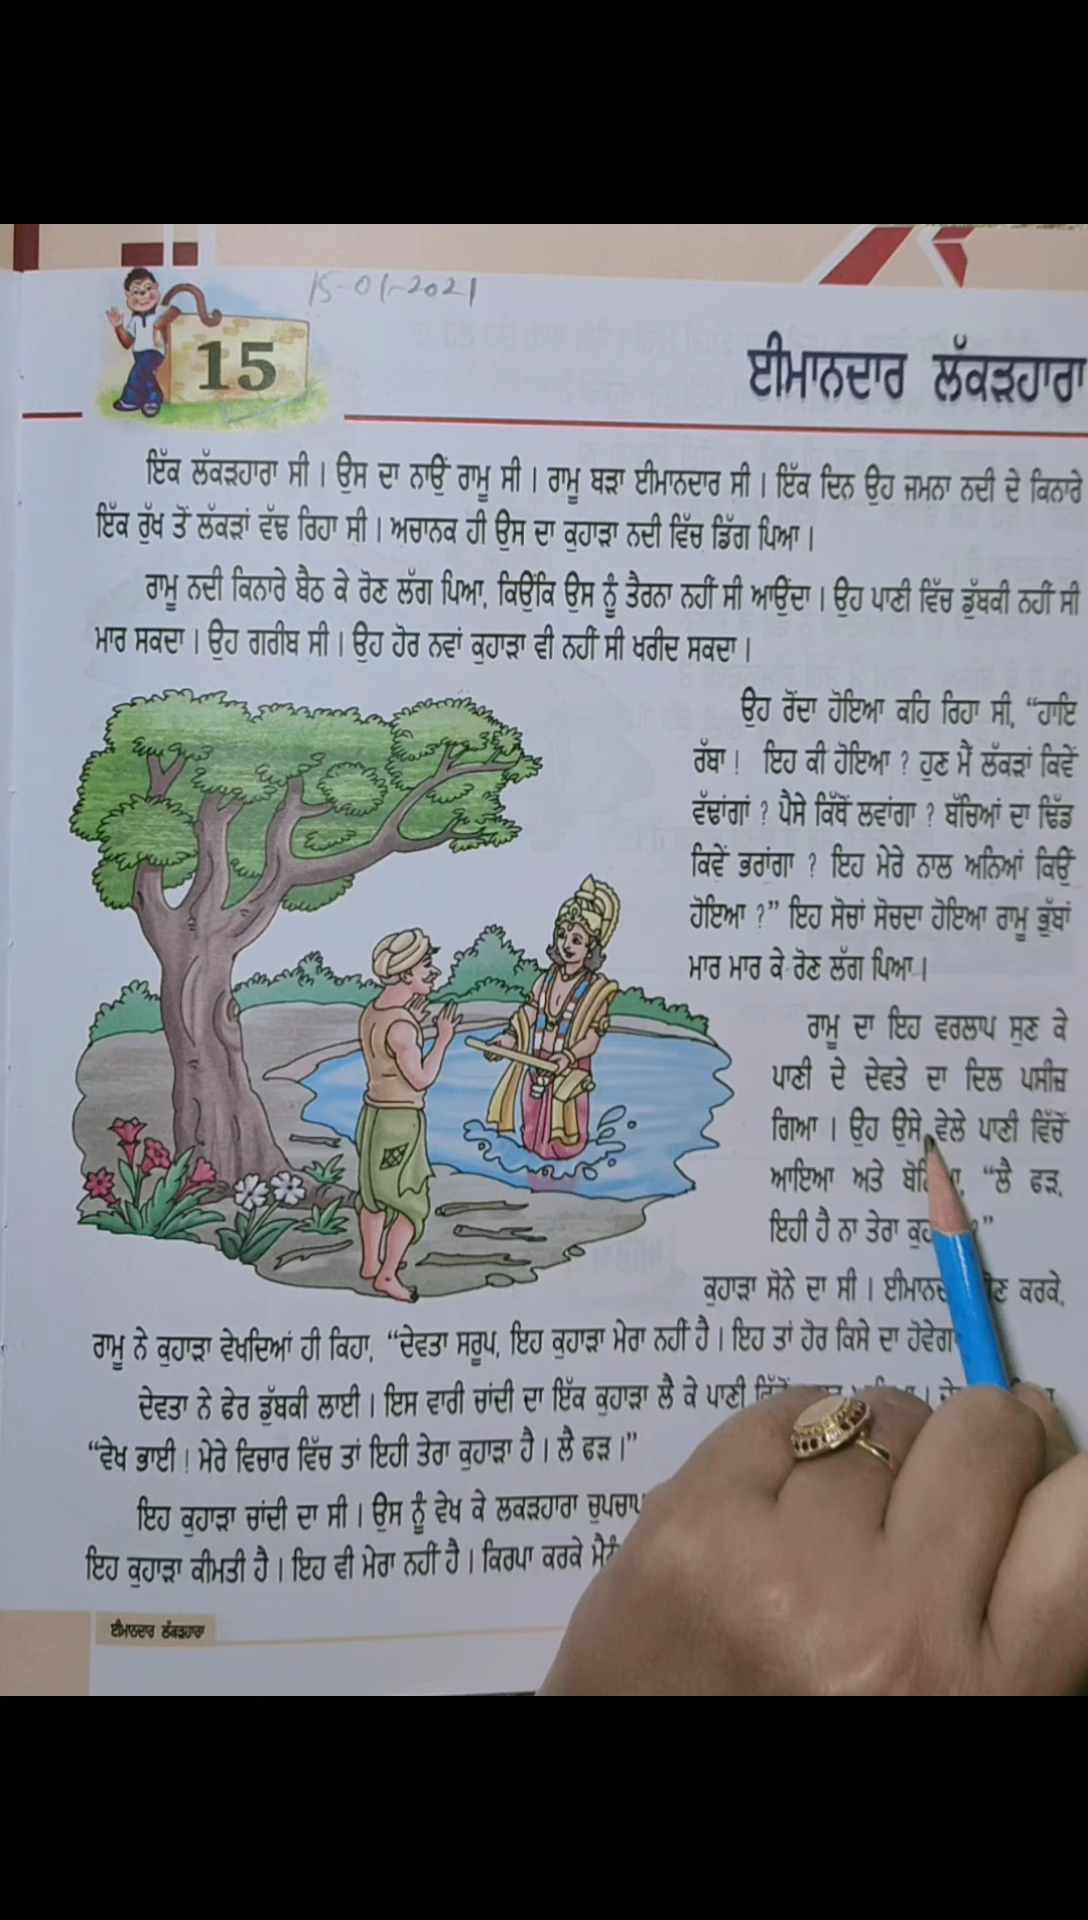 15-01-2021
15
ਈਮਾਨਦਾਰ ਲੱਕੜਹਾਰਾ
ਇੱਕ ਲੱਕੜਹਾਰਾ ਸੀ। ਉਸ ਦਾ ਨਾਉਂ ਰਾਮੂ ਸੀ। ਰਾਮੂ ਬੜਾ ਈਮਾਨਦਾਰ ਸੀ। ਇੱਕ ਦਿਨ ਉਹ ਜਮਨਾ ਨਦੀ ਦੇ ਕਿਨਾਰੇ
ਇੱਕ ਰੁੱਖ ਤੋਂ ਲੱਕੜਾਂ ਵੱਢ ਰਿਹਾ ਸੀ। ਅਚਾਨਕ ਹੀ ਉਸ ਦਾ ਕੁਹਾੜਾ ਨਦੀ ਵਿੱਚ ਡਿੱਗ ਪਿਆ।
ਰਾਮੂ ਨਦੀ ਕਿਨਾਰੇ ਬੈਠ ਕੇ ਰੋਣ ਲੱਗ ਪਿਆ, ਕਿਉਂਕਿ ਉਸ ਨੂੰ ਤੈਰਨਾ ਨਹੀਂ ਸੀ ਆਉਂਦਾ। ਉਹ ਪਾਣੀ ਵਿੱਚ ਡੁੱਬਕੀ ਨਹੀਂ ਸੀ
ਮਾਰ ਸਕਦਾ। ਉਹ ਗਰੀਬ ਸੀ। ਉਹ ਹੋਰ ਨਵਾਂ ਕੁਹਾੜਾ ਵੀ ਨਹੀਂ ਸੀ ਖਰੀਦ ਸਕਦਾ।
ਉਹ ਰੋਂਦਾ ਹੋਇਆ ਕਹਿ ਰਿਹਾ ਸੀ, “ਹਾਇ
ਰੱਬਾ! ਇਹ ਕੀ ਹੋਇਆ? ਹੁਣ ਮੈਂ ਲੱਕੜਾਂ ਕਿਵੇਂ
ਵੱਢਾਂਗਾਂ? ਪੈਸੇ ਕਿੱਥੋਂ ਲਵਾਂਗਾ? ਬੱਚਿਆਂ ਦਾ ਢਿੱਡ
ਕਿਵੇਂ ਭਰਾਂਗਾ? ਇਹ ਮੇਰੇ ਨਾਲ ਅਨਿਆਂ ਕਿਉਂ
ਹੋਇਆ?” ਇਹ ਸੋਚਾਂ ਸੋਚਦਾ ਹੋਇਆ ਰਾਮੂ ਭੁੱਬਾਂ
ਮਾਰ ਮਾਰ ਕੇ ਰੋਣ ਲੱਗ ਪਿਆ।
ਰਾਮੂ ਦਾ ਇਹ ਵਰਲਾਪ ਸੁਣ ਕੇ
ਪਾਣੀ ਦੇ ਦੇਵਤੇ ਦਾ ਦਿਲ ਪਸੀਜ਼
ਗਿਆ। ਉਹ ਉਸੇ ਵੇਲੇ ਪਾਣੀ ਵਿੱਚੋਂ
ਆਇਆ ਅਤੇ “ਲੈ ਫੜ,
ਇਹੀ ਹੈ ਨਾ ਤੇਰਾ
ਕੁਹਾੜਾ ਸੋਨੇ ਦਾ ਸੀ। ਕਰਕੇ,
ਰਾਮੂ ਨੇ ਕੁਹਾੜਾ ਵੇਖਦਿਆਂ ਹੀ ਕਿਹਾ, “ਦੇਵਤਾ ਸਰੂਪ, ਇਹ ਕੁਹਾੜਾ ਮੇਰਾ ਨਹੀਂ ਹੈ। ਇਹ ਤਾਂ ਹੋਰ ਕਿਸੇ ਦਾ
ਦੇਵਤਾ ਨੇ ਫੇਰ ਡੁੱਬਕੀ ਲਾਈ। ਇਸ ਵਾਰੀ ਚਾਂਦੀ ਦਾ ਇੱਕ ਕੁਹਾੜਾ ਲੈ ਕੇ ਪਾਣੀ
“ਵੇਖ ਭਾਈ! ਮੇਰੇ ਵਿਚਾਰ ਵਿੱਚ ਤਾਂ ਇਹੀ ਤੇਰਾ ਕੁਹਾੜਾ ਹੈ। ਲੈ ਫੜ।”
ਇਹ ਕੁਹਾੜਾ ਚਾਂਦੀ ਦਾ ਸੀ। ਉਸ ਨੂੰ ਵੇਖ ਕੇ ਲਕੜਹਾਰਾ ਚੁਪਚਾਪ
ਇਹ ਕੁਹਾੜਾ ਕੀਮਤੀ ਹੈ। ਇਹ ਵੀ ਮੇਰਾ ਨਹੀਂ ਹੈ। ਕਿਰਪਾ ਕਰਕੇ
ਈਮਾਨਦਾਰ ਲੱਕੜਹਾਰਾ